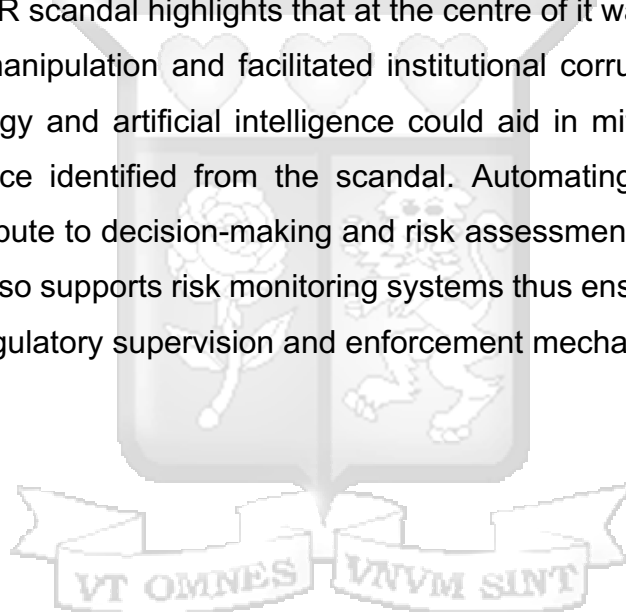 R scandal highlights that at the centre of it wa
nanipulation and facilitated institutional corru
gy and artificial intelligence could aid in mi
ce identified from the scandal. Automating
bute to decision-making and risk assessmen
so supports risk monitoring systems thus ens
gulatory supervision and enforcement mecha
VT OMNES VNVM SINT